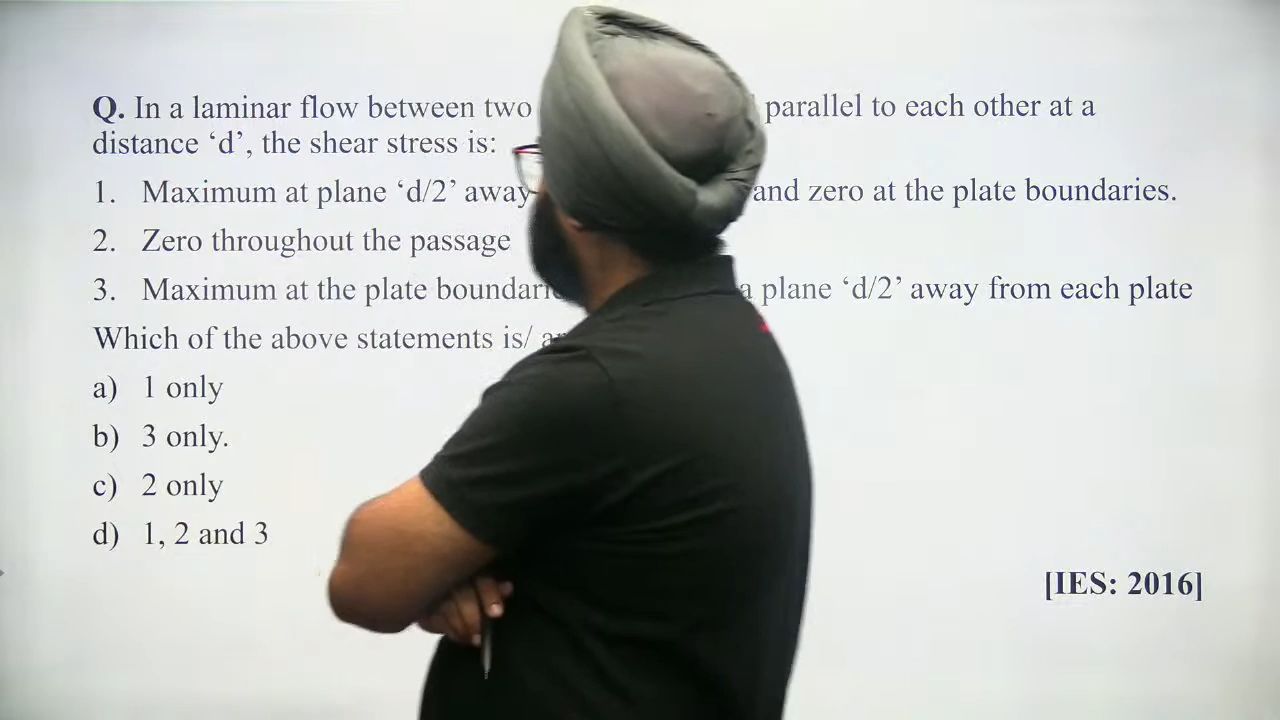 Q. In a laminar flow between two parallel to each other at a
distance ‘d’, the shear stress is:
1. Maximum at plane ‘d/2’ away and zero at the plate boundaries.
2. Zero throughout the passage
3. Maximum at the plate a plane ‘d/2’ away from each plate
Which of the above statements is/
a) 1 only
b) 3 only.
c) 2 only
d) 1, 2 and 3
[IES: 2016]